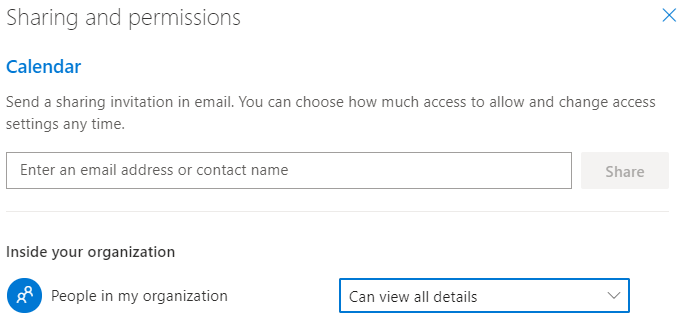 Sharing and permissions
Calendar
Send a sharing invitation in email. You can choose how much access to allow and change access
settings any time.
Enter an email address or contact name
Share
Inside your organization
People in my organization
Can view all details